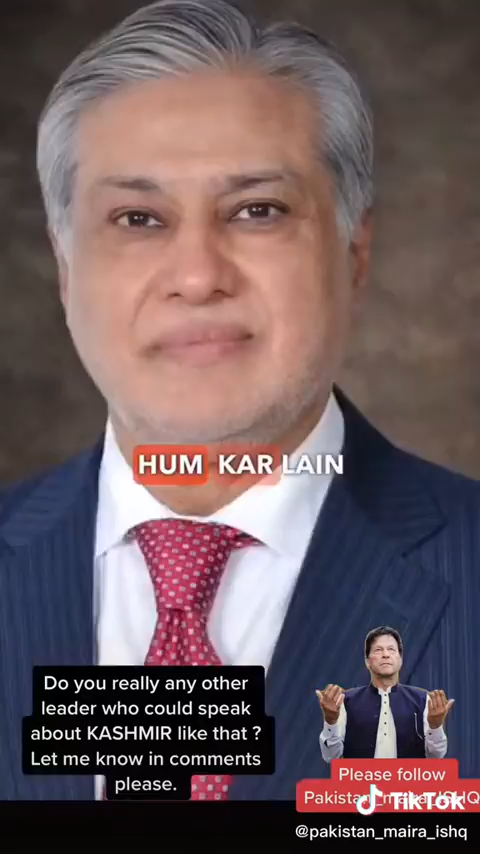 HUM KAR LAIN
Do you really any other
leader who could speak
about KASHMIR like that ?
Let me know in comments
please.
Please follow
TikTok
@pakistan_maira_ishq